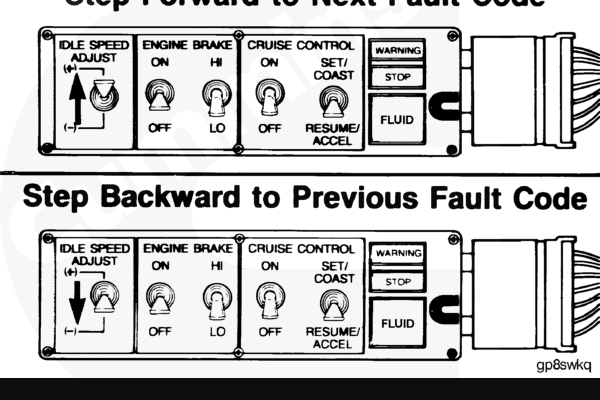 Step Forward to Next Fault Code
IDLE SPEED ADJUST
ENGINE BRAKE
CRUISE CONTROL
(+)
(–)
ON
OFF
HI
LO
ON
OFF
SET/
COAST
RESUME/
ACCEL
WARNING
STOP
FLUID
Step Backward to Previous Fault Code
IDLE SPEED ADJUST
ENGINE BRAKE
CRUISE CONTROL
(+)
(–)
ON
OFF
HI
LO
ON
OFF
SET/
COAST
RESUME/
ACCEL
WARNING
STOP
FLUID
gp8swkq